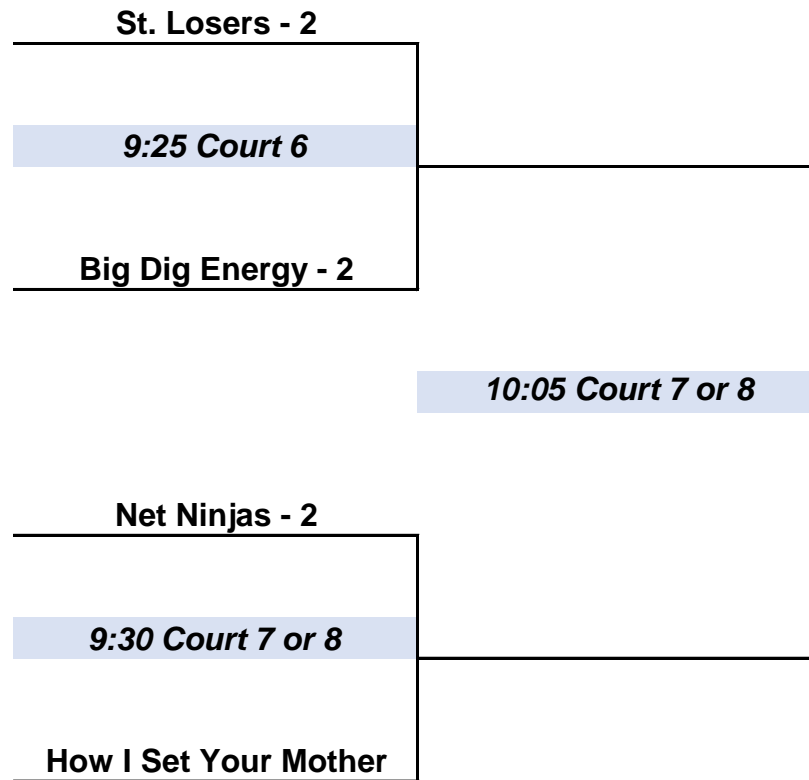 St. Losers - 2
9:25 Court 6
Big Dig Energy - 2
10:05 Court 7 or 8
Net Ninjas - 2
9:30 Court 7 or 8
How I Set Your Mother